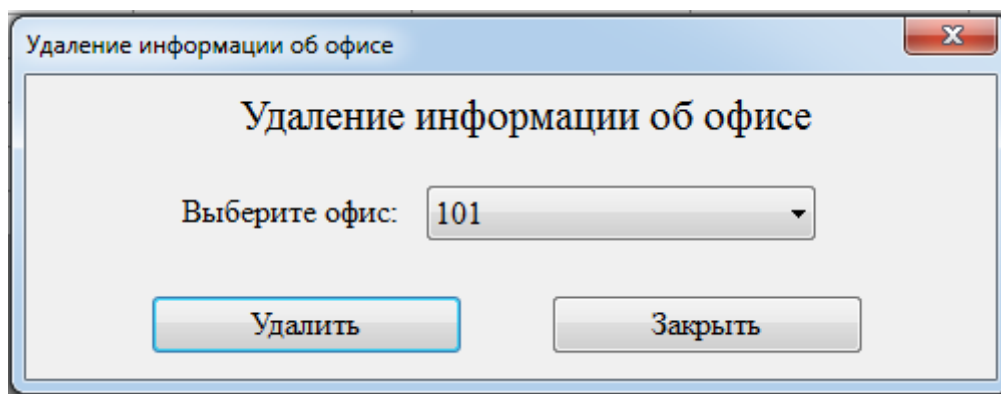 Удаление информации об офисе
Удаление информации об офисе
Выберите офис: 101
Удалить Закрыть